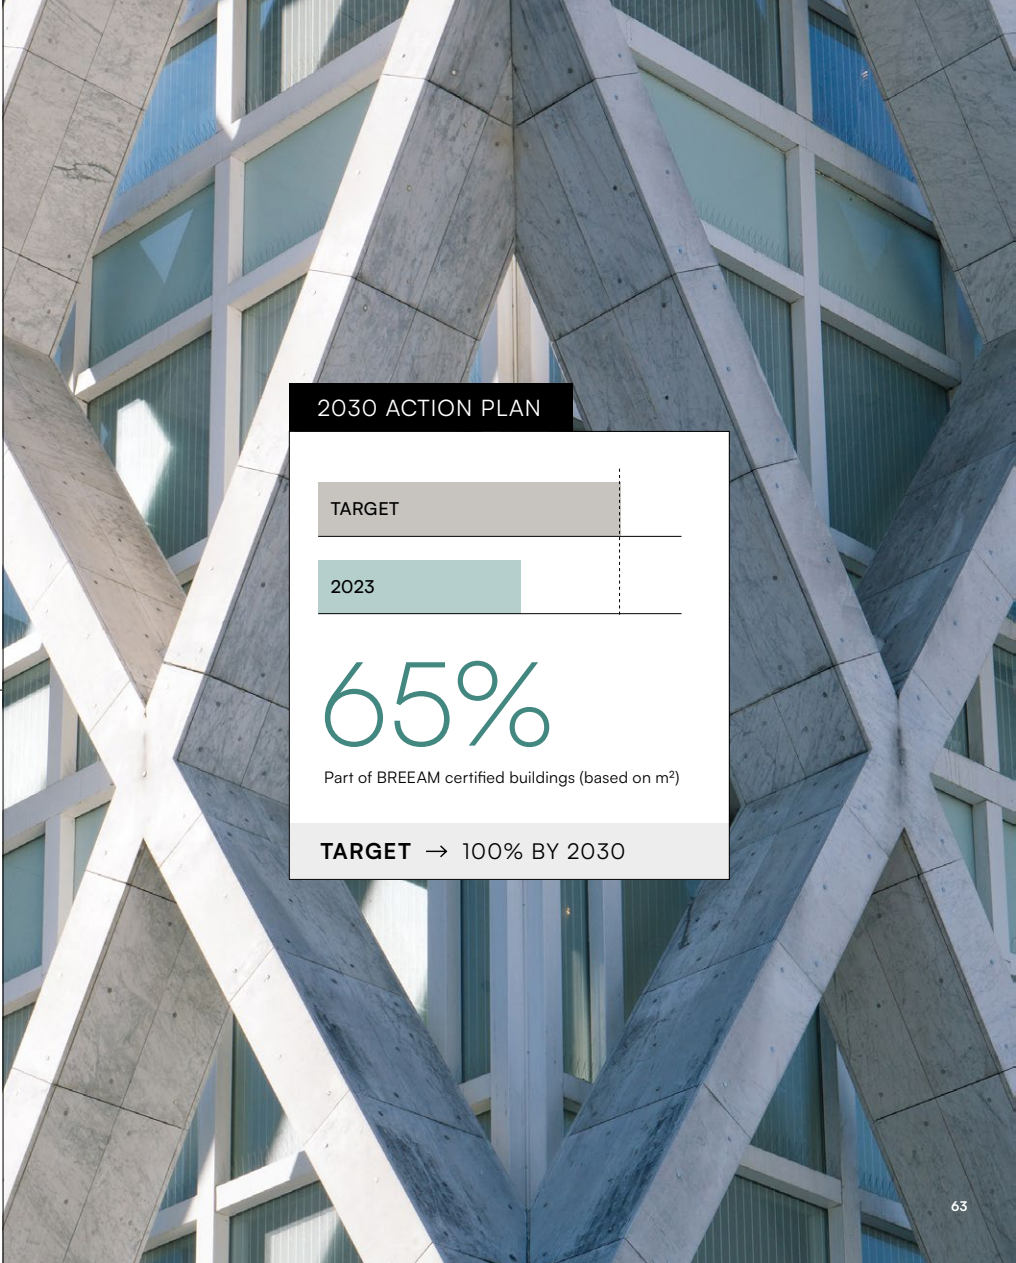 2030 ACTION PLAN
TARGET
2023
65%
Part of BREEAM certified buildings (based on m²)
TARGET → 100% BY 2030
63